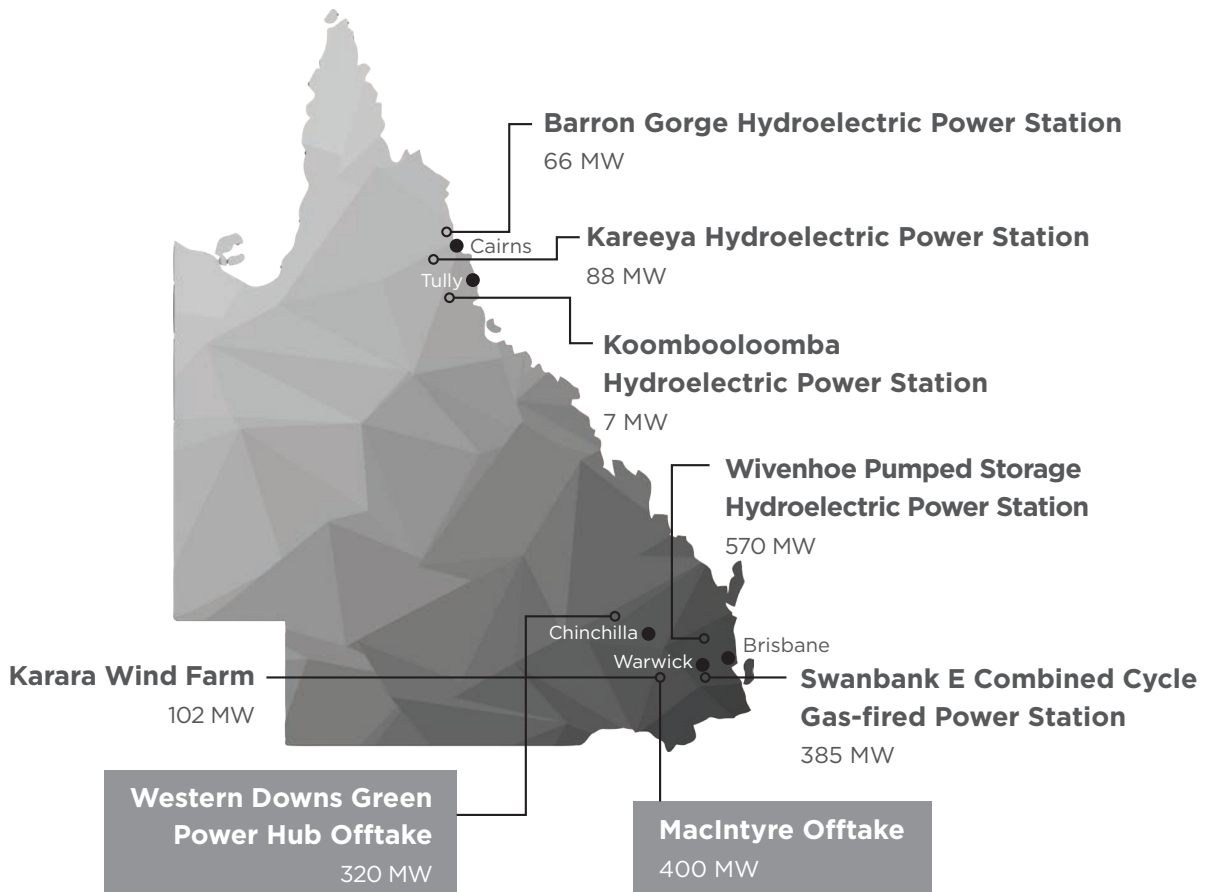 Barron Gorge Hydroelectric Power Station
66 MW
Cairns
Kareeya Hydroelectric Power Station
88 MW
Tully
Koombooloomba
Hydroelectric Power Station
7 MW
Wivenhoe Pumped Storage
Hydroelectric Power Station
570 MW
Chinchilla
Brisbane
Warwick
Karara Wind Farm
102 MW
Swanbank E Combined Cycle
Gas-fired Power Station
385 MW
Western Downs Green
Power Hub Offtake
320 MW
MacIntyre Offtake
400 MW